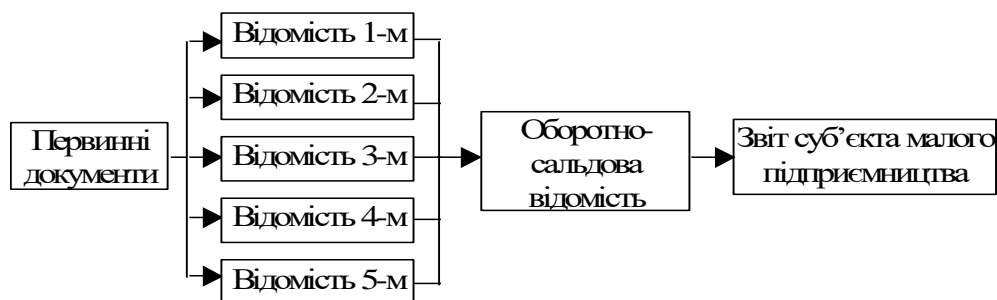 Первинні
документи
Відомість 1-м
Відомість 2-м
Відомість 3-м
Відомість 4-м
Відомість 5-м
Оборотно-
сальдова
відомість
Звіт суб’єкта малого
підприємництва